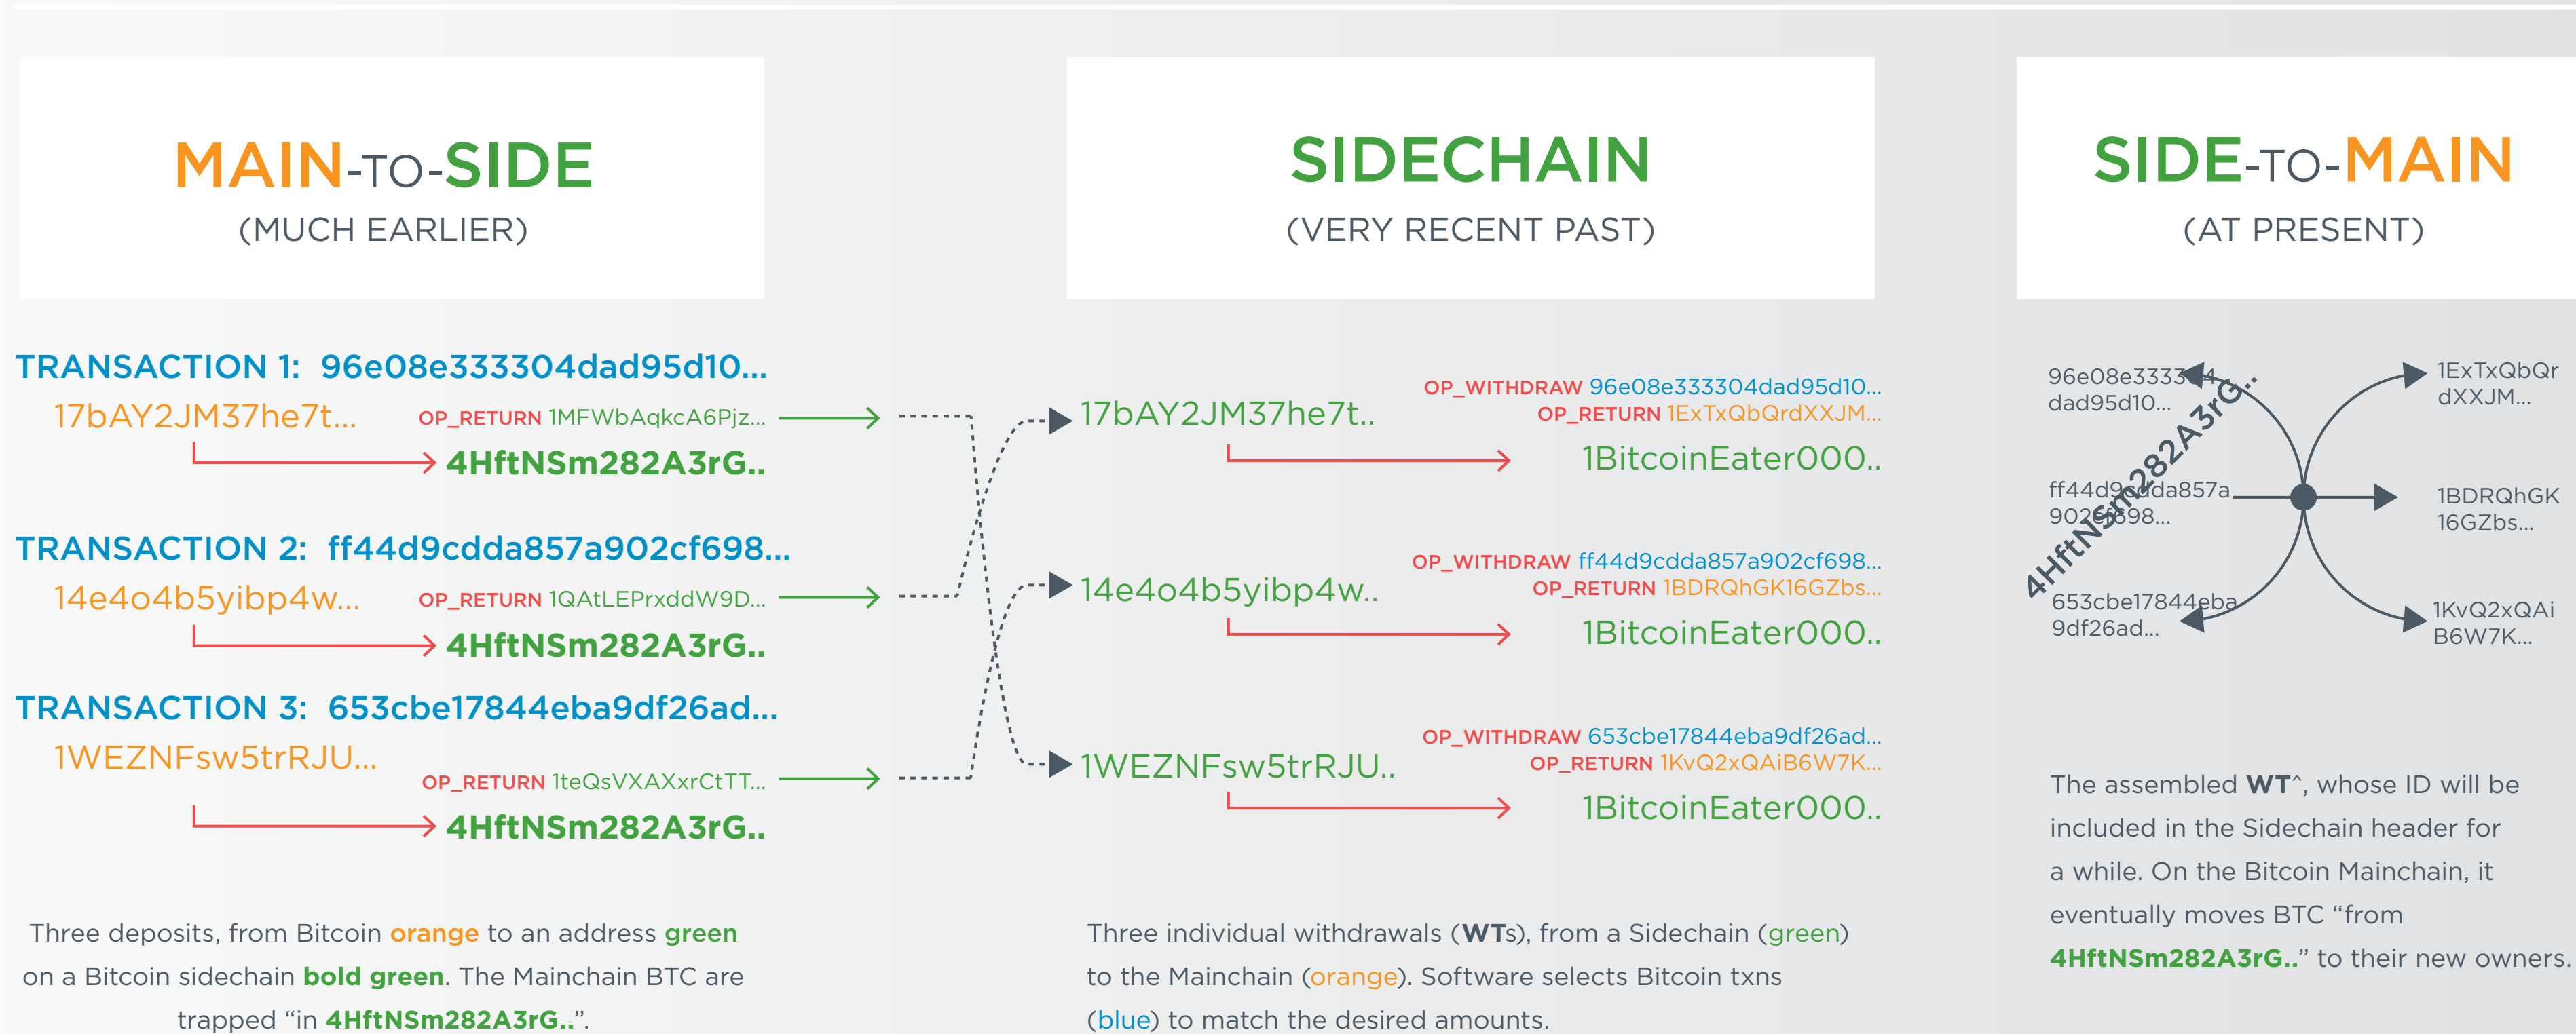 MAIN-TO-SIDE
(MUCH EARLIER)
TRANSACTION 1: 96e08e333304dad95d10...
17bAY2JM37he7t...
OP_RETURN 1MFWbAqkcA6Pjz...
4HftNSm282A3rG..
TRANSACTION 2: ff44d9cdda857a902cf698...
14e4o4b5yibp4w...
OP_RETURN 1QAtLEPrxddW9D...
4HftNSm282A3rG..
TRANSACTION 3: 653cbe17844eba9df26ad...
1WEZNFsw5trRJU...
OP_RETURN 1teQsVXAXxrCtTT...
4HftNSm282A3rG..
Three deposits, from Bitcoin orange to an address green
on a Bitcoin sidechain bold green. The Mainchain BTC are
trapped “in 4HftNSm282A3rG..”.
SIDECHAIN
(VERY RECENT PAST)
OP_WITHDRAW 96e08e333304dad95d10...
17bAY2JM37he7t..
OP_RETURN 1ExTxQbQrdXXJM...
1BitcoinEater000..
OP_WITHDRAW ff44d9cdda857a902cf698...
14e4o4b5yibp4w..
OP_RETURN 1BDRQhGK16GZbs...
1BitcoinEater000..
OP_WITHDRAW 653cbe17844eba9df26ad...
1WEZNFsw5trRJU..
OP_RETURN 1KvQ2xQAiB6W7K...
1BitcoinEater000..
Three individual withdrawals (WTs), from a Sidechain (green)
to the Mainchain (orange). Software selects Bitcoin txns
(blue) to match the desired amounts.
SIDE-TO-MAIN
(AT PRESENT)
96e08e333304
dad95d10...
ff44d9cdda857a
902cf698...
653cbe17844eba
9df26ad...
4HftNSm282A3rG..
1ExTxQbQr
dXXJM...
1BDRQhGK
16GZbs...
1KvQ2xQAi
B6W7K...
The assembled WT^, whose ID will be
included in the Sidechain header for
a while. On the Bitcoin Mainchain, it
eventually moves BTC “from
4HftNSm282A3rG..” to their new owners.